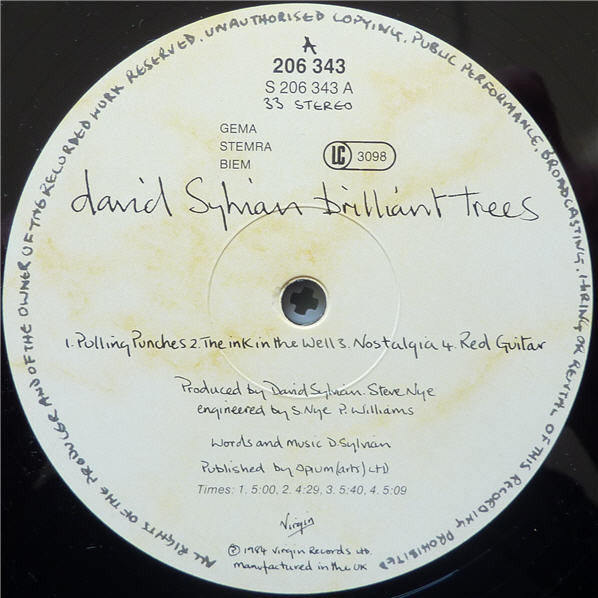 ALL RIGHTS OF THE PRODUCER AND OF THE OWNER OF THE RECORDED WORK RESERVED. UNAUTHORISED COPYING, PUBLIC PERFORMANCE, BROADCASTING, HIRING OR RENTAL OF THIS RECORDING PROHIBITED
A
206 343
S 206 343 A
33 STEREO
GEMA
STEMRA
BIEM
LC 3098
david Sylvian brilliant trees
1. Pulling Punches 2. The ink in the Well 3. Nostalgia 4. Red Guitar
Produced by David Sylvian. Steve Nye
engineered by S. Nye P. Williams
Words and Music D. Sylvian
Published by Opium (arts) LTD
Times: 1. 5:00, 2. 4:29, 3. 5:40, 4. 5:09
Virgin
℗ 1984 Virgin Records LTD.
manufactured in the UK